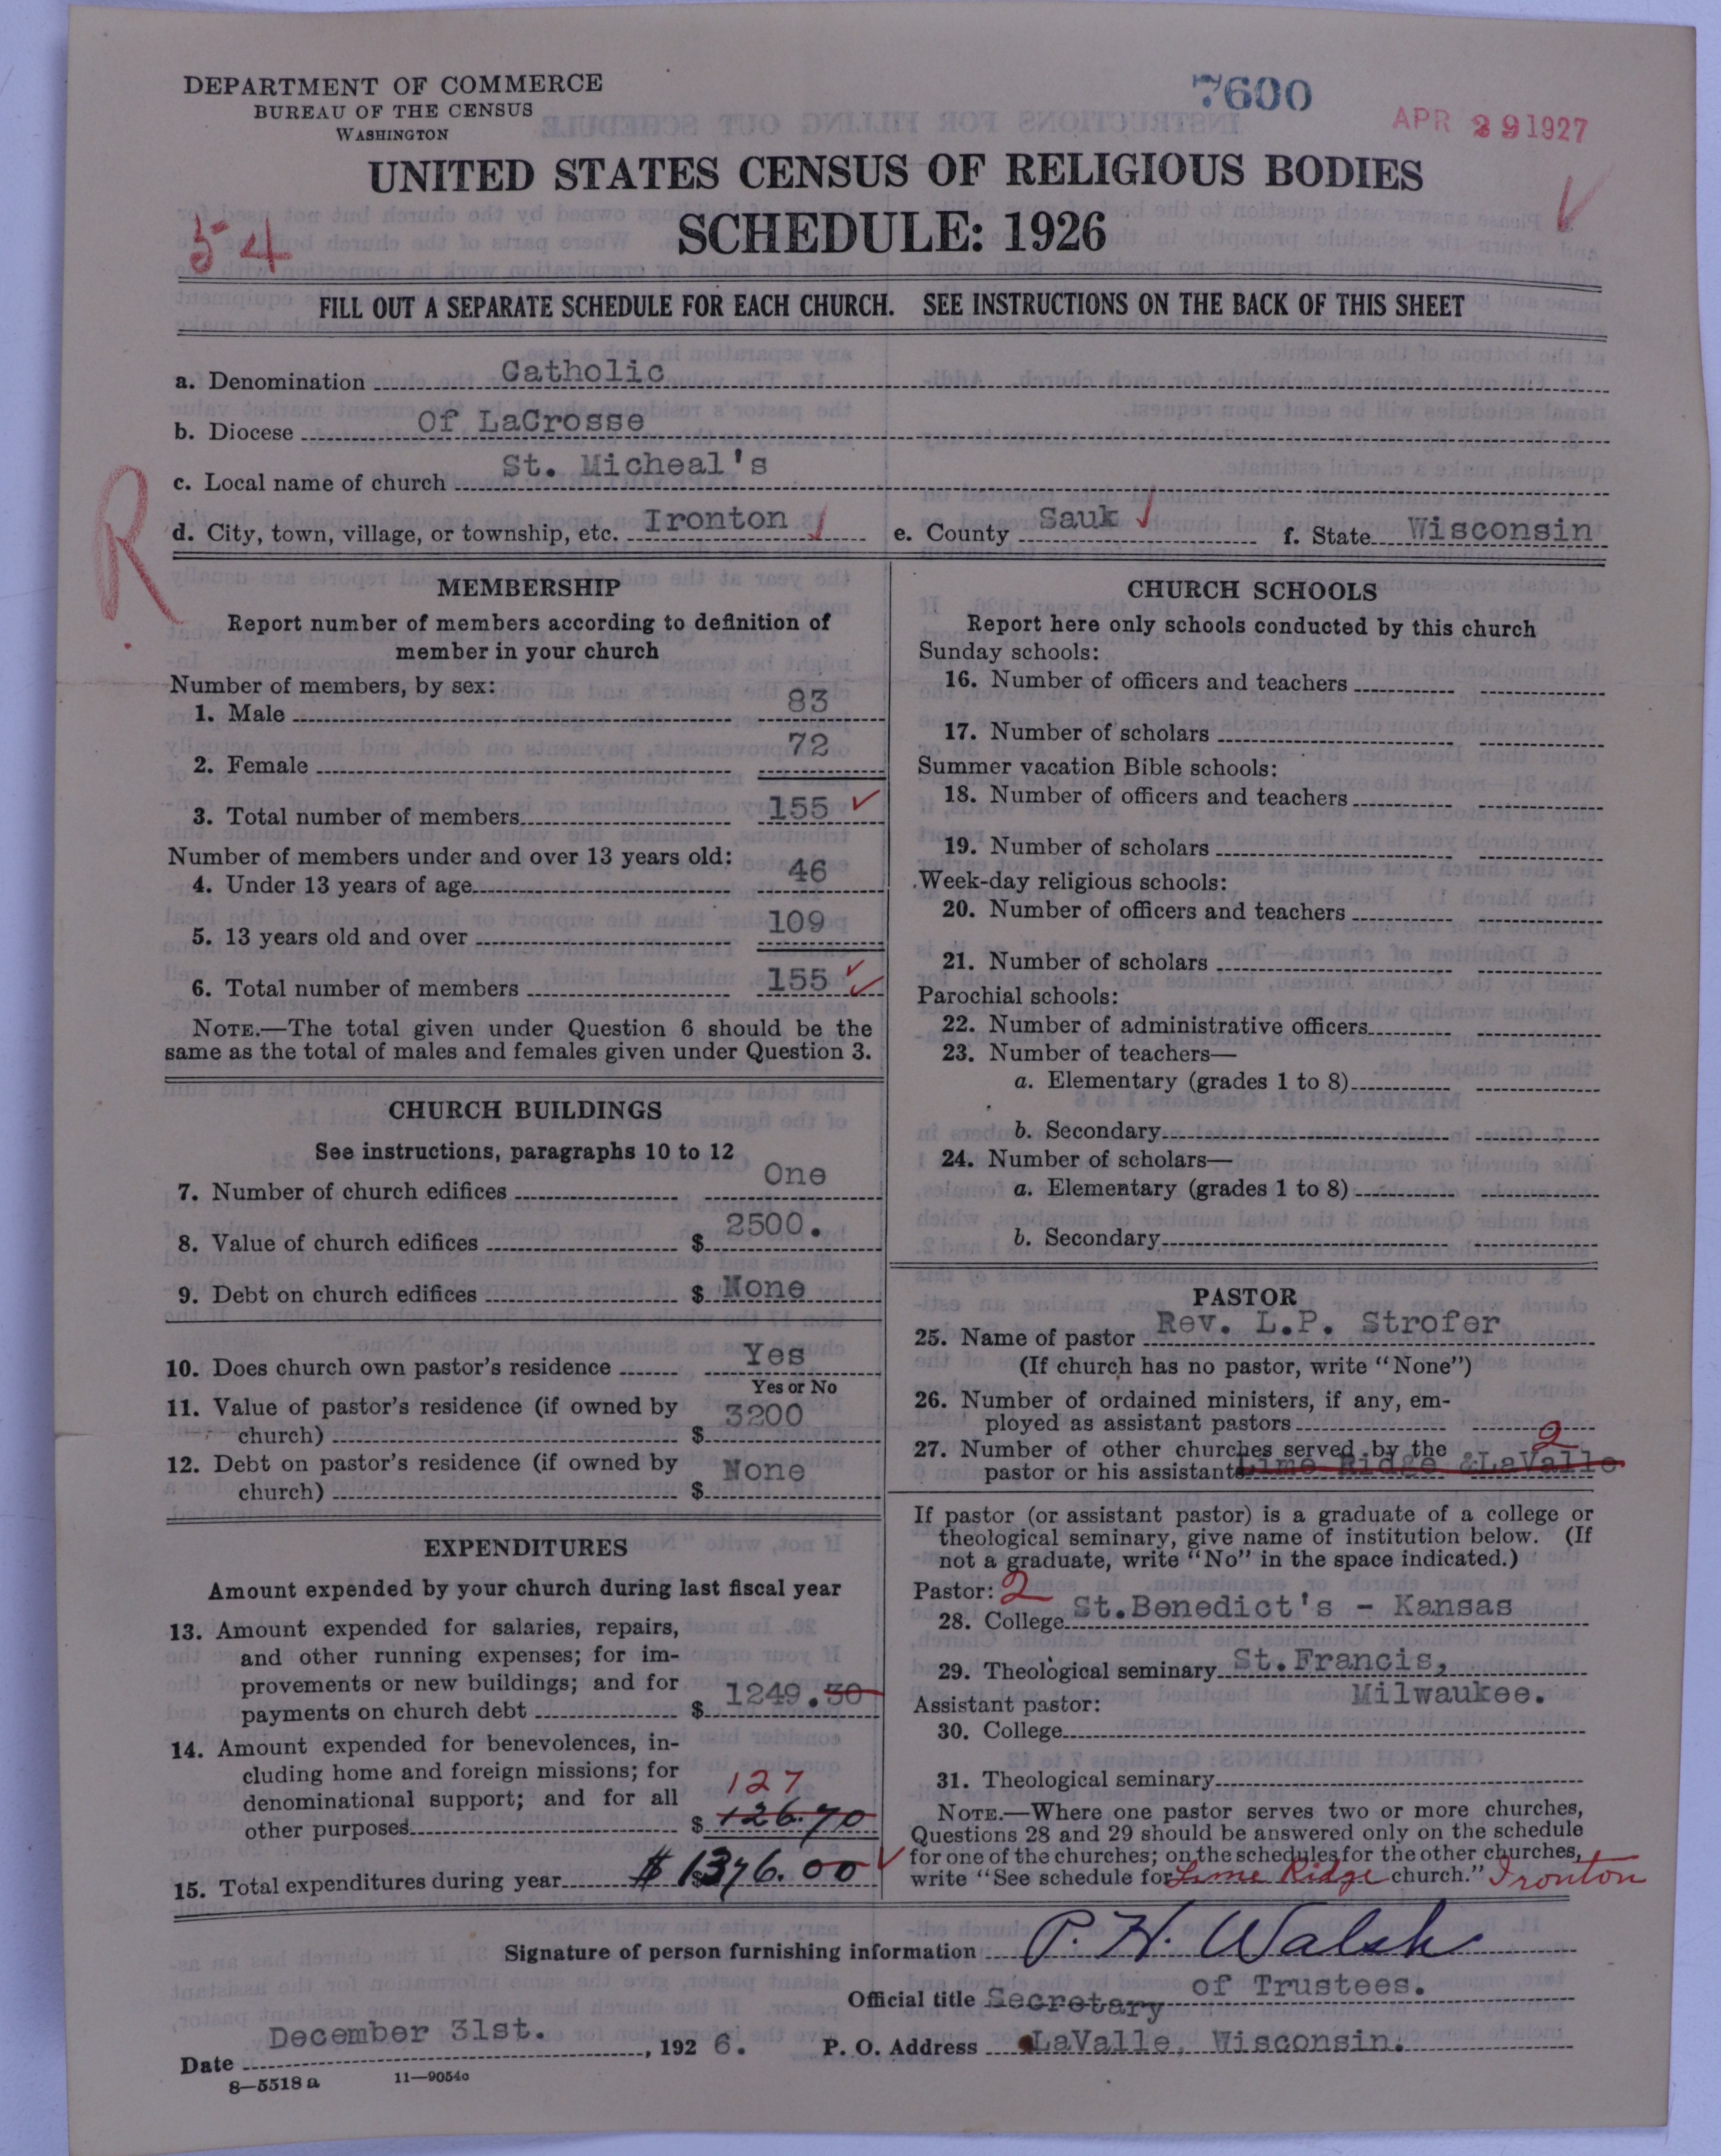 DEPARTMENT OF COMMERCE
BUREAU OF THE CENSUS
WASHINGTON
7600
APR 29 1927
UNITED STATES CENSUS OF RELIGIOUS BODIES
SCHEDULE: 1926
54
FILL OUT A SEPARATE SCHEDULE FOR EACH CHURCH. SEE INSTRUCTIONS ON THE BACK OF THIS SHEET
a. Denomination Catholic
b. Diocese Of LaCrosse
c. Local name of church St. Micheal's
R
d. City, town, village, or township, etc. Ironton e. County Sauk f. State Wisconsin
MEMBERSHIP
Report number of members according to definition of
member in your church
Number of members, by sex:
1. Male 83
2. Female 72
3. Total number of members 155
Number of members under and over 13 years old:
4. Under 13 years of age 46
5. 13 years old and over 109
6. Total number of members 155
NOTE.—The total given under Question 6 should be the
same as the total of males and females given under Question 3.
CHURCH BUILDINGS
See instructions, paragraphs 10 to 12
7. Number of church edifices One
8. Value of church edifices $ 2500.
9. Debt on church edifices $ None
10. Does church own pastor's residence Yes
Yes or No
11. Value of pastor's residence (if owned by
church) $ 3200
12. Debt on pastor's residence (if owned by
church) $ None
EXPENDITURES
Amount expended by your church during last fiscal year
13. Amount expended for salaries, repairs,
and other running expenses; for im-
provements or new buildings; and for
payments on church debt $ 1249.30
14. Amount expended for benevolences, in-
cluding home and foreign missions; for
denominational support; and for all
127
other purposes $ 126.70
15. Total expenditures during year $ 1376.00
CHURCH SCHOOLS
Report here only schools conducted by this church
Sunday schools:
16. Number of officers and teachers
17. Number of scholars
Summer vacation Bible schools:
18. Number of officers and teachers
19. Number of scholars
Week-day religious schools:
20. Number of officers and teachers
21. Number of scholars
Parochial schools:
22. Number of administrative officers
23. Number of teachers—
a. Elementary (grades 1 to 8)
b. Secondary
24. Number of scholars—
a. Elementary (grades 1 to 8)
b. Secondary
PASTOR
25. Name of pastor Rev. L.P. Strofer
(If church has no pastor, write "None")
26. Number of ordained ministers, if any, em-
ployed as assistant pastors
27. Number of other churches served by the 2
pastor or his assistant Lime Ridge &LaValle
If pastor (or assistant pastor) is a graduate of a college or
theological seminary, give name of institution below. (If
not a graduate, write "No" in the space indicated.)
Pastor: 2
28. College St.Benedict's - Kansas
29. Theological seminary St.Francis,
Milwaukee.
Assistant pastor:
30. College
31. Theological seminary
NOTE.—Where one pastor serves two or more churches,
Questions 28 and 29 should be answered only on the schedule
for one of the churches; on the schedules for the other churches,
write "See schedule for Lime Ridge church." Ironton
Signature of person furnishing information P. H. Walsh
Official title Secretary of Trustees.
Date December 31st., 1926. P. O. Address LaValle, Wisconsin.
8—5518 a 11—9054a